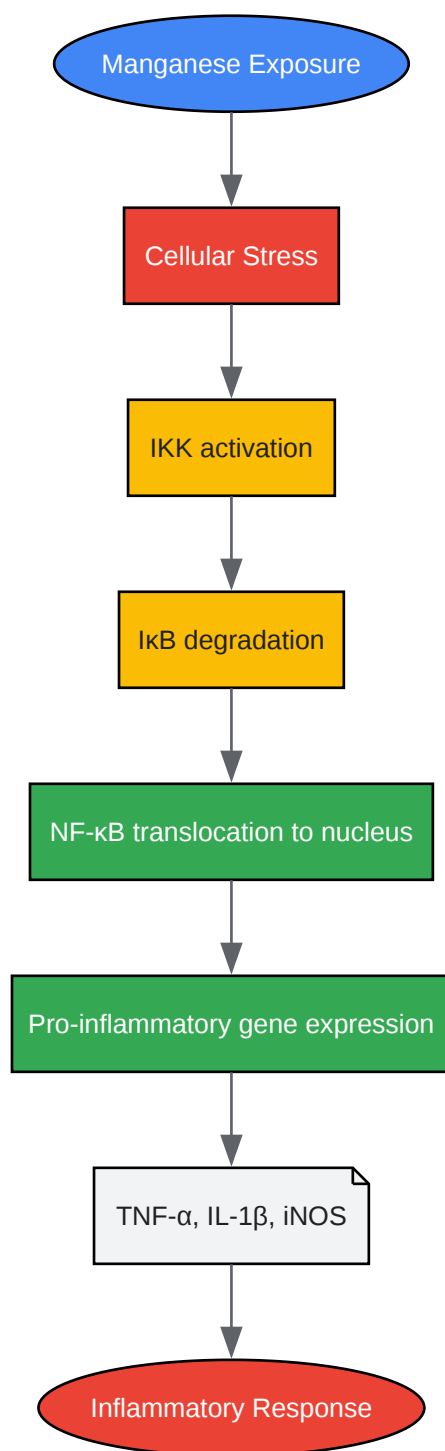 Manganese Exposure
Cellular Stress
IKK activation
IκB degradation
NF-κB translocation to nucleus
Pro-inflammatory gene expression
TNF-α, IL-1β, iNOS
Inflammatory Response